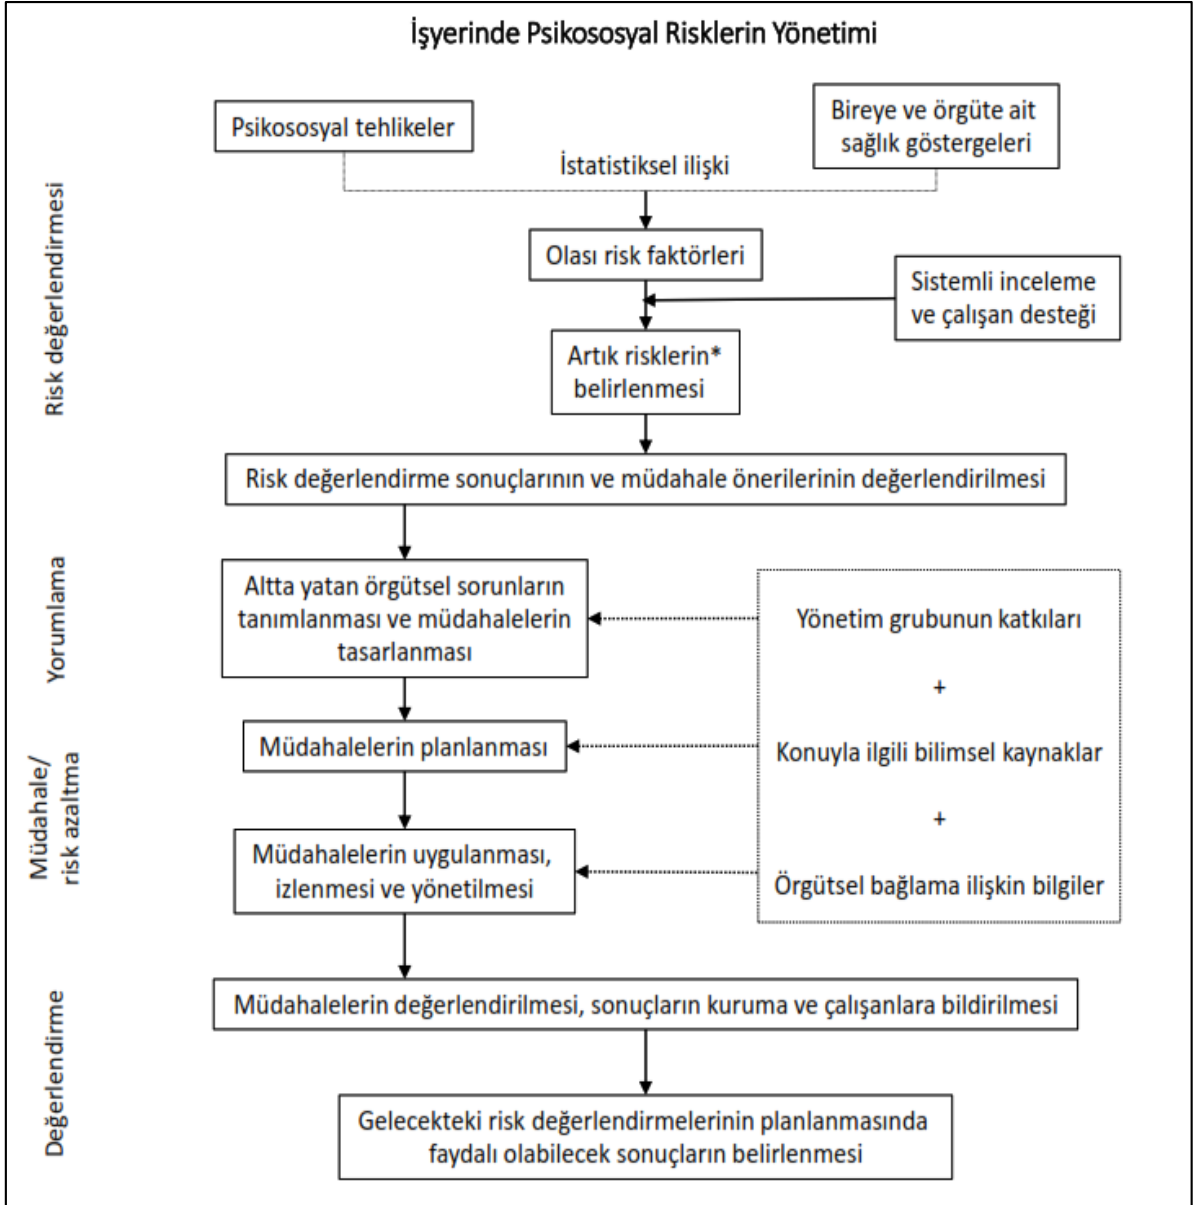 İşyerinde Psikososyal Risklerin Yönetimi
Psikososyal tehlikeler
Bireye ve örgüte ait
sağlık göstergeleri
İstatistiksel ilişki
Risk değerlendirmesi
Olası risk faktörleri
Sistemli inceleme
ve çalışan desteği
Artık risklerin*
belirlenmesi
Risk değerlendirme sonuçlarının ve müdahale önerilerinin değerlendirilmesi
Yorumlama
Altta yatan örgütsel sorunların
tanımlanması ve müdahalelerin
tasarlanması
Yönetim grubunun katkıları
+
Müdahale/
risk azaltma
Müdahalelerin planlanması
Konuyla ilgili bilimsel kaynaklar
+
Müdahalelerin uygulanması,
izlenmesi ve yönetilmesi
Örgütsel bağlama ilişkin bilgiler
Değerlendirme
Müdahalelerin değerlendirilmesi, sonuçların kuruma ve çalışanlara bildirilmesi
Gelecekteki risk değerlendirmelerinin planlanmasında
faydalı olabilecek sonuçların belirlenmesi